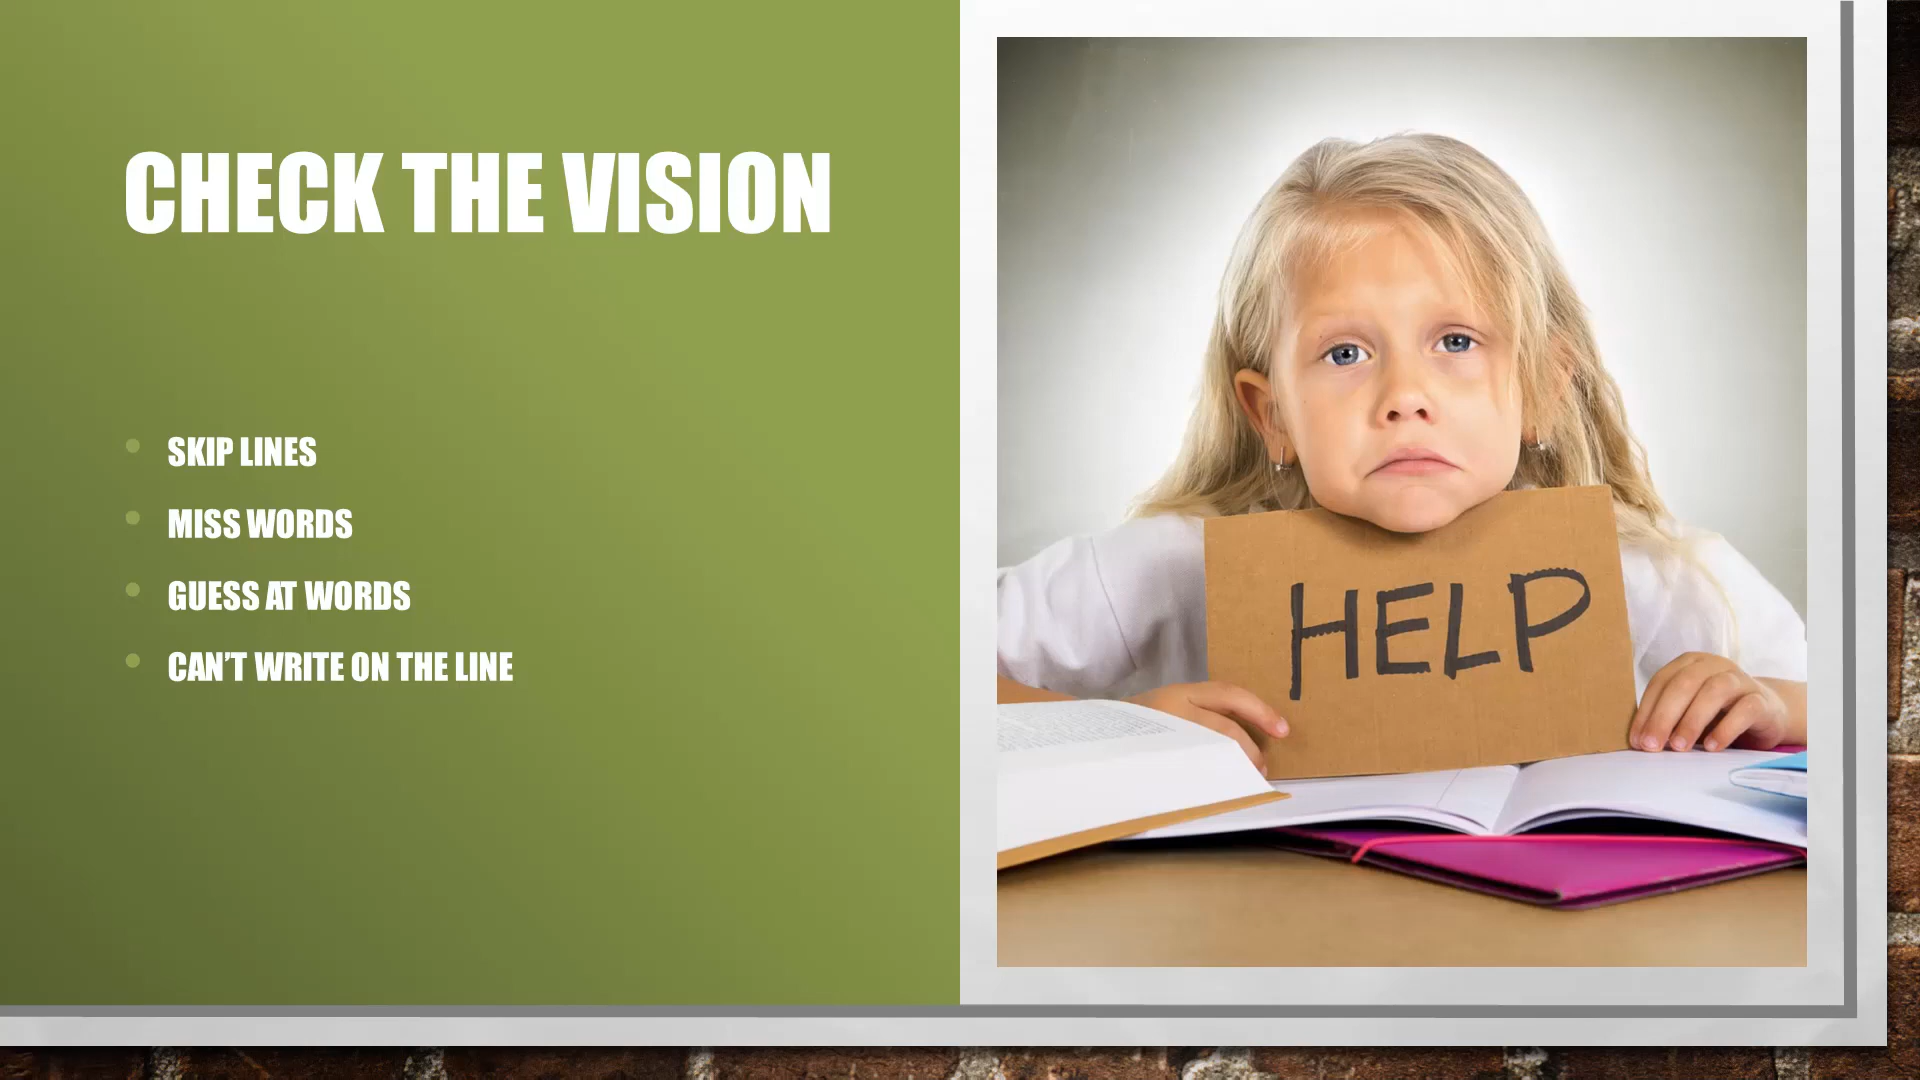 CHECK THE VISION
SKIP LINES
MISS WORDS
GUESS AT WORDS
CAN'T WRITE ON THE LINE
HELP